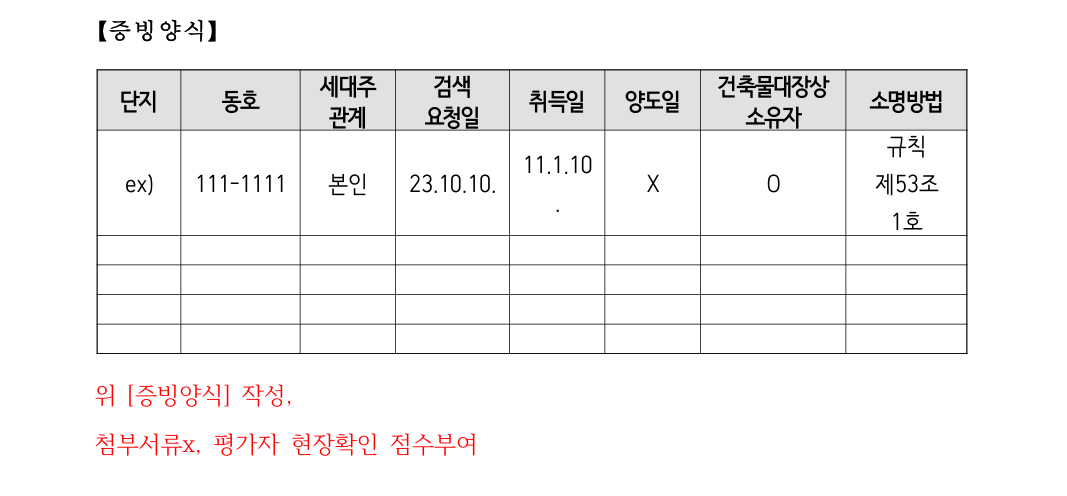 【증빙양식】
단지 동호 세대주 관계 검색 요청일 취득일 양도일 건축물대장상 소유자 소명방법
ex) 111-1111 본인 23.10.10. 11.1.10. X O 규칙 제53조 1호
위 [증빙양식] 작성,
첨부서류x, 평가자 현장확인 점수부여